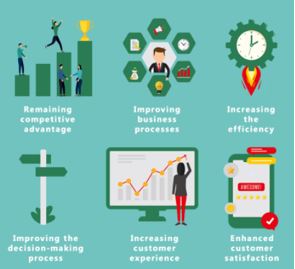 Remaining
competitive
advantage
Improving
business
processes
Increasing
the
efficiency
Improving the
decision-making
process
AWESOME!
Increasing
customer
experience
Enhanced
customer
satisfaction